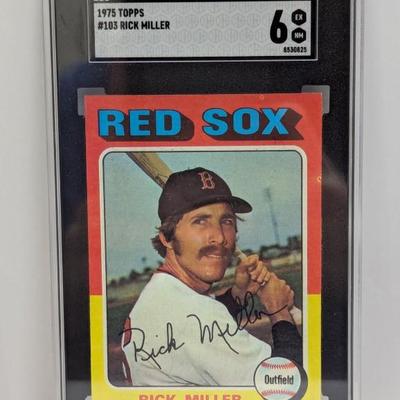 1975 TOPPS
#103 RICK MILLER
6 EX
NM
8530825
RED SOX
B
Rick Miller
Outfield
RICK MILLER